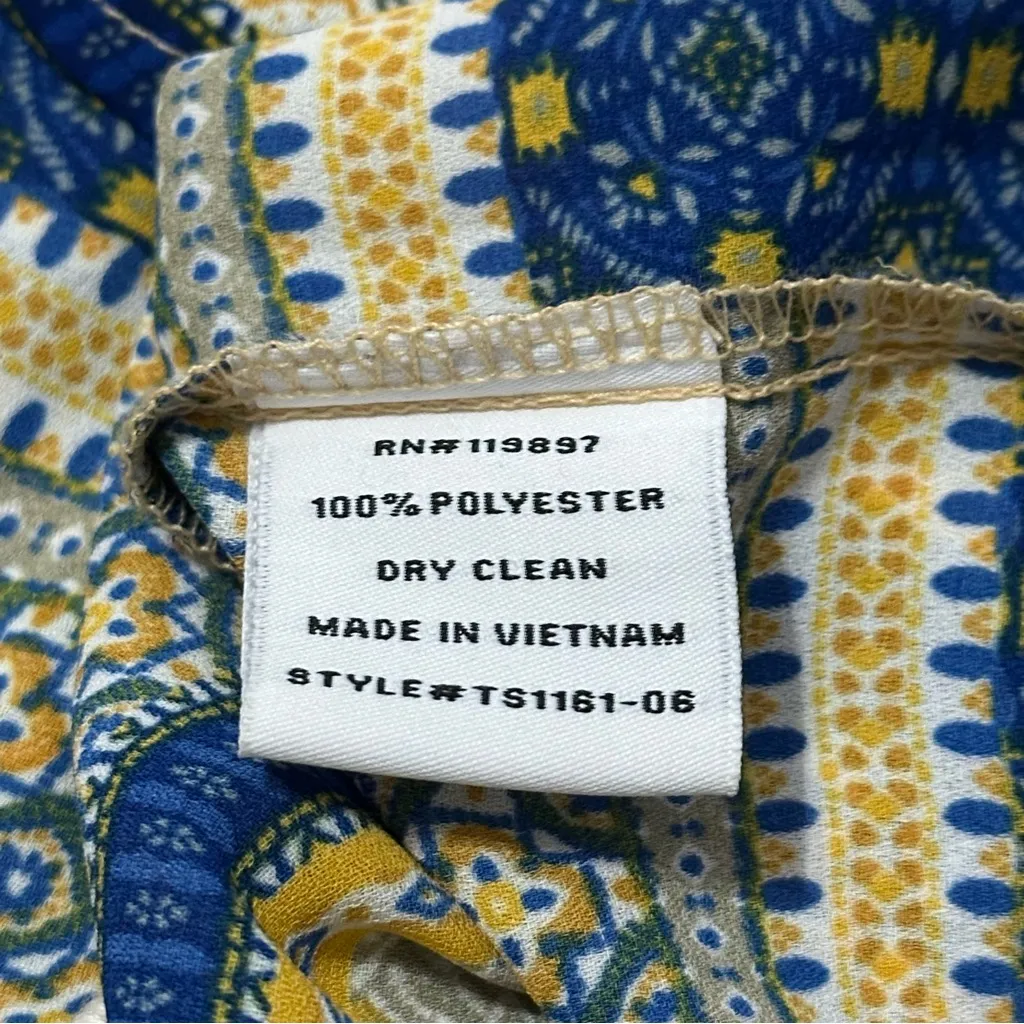 RN#119897
100% POLYESTER
DRY CLEAN
MADE IN VIETNAM
STYLE#TS1161-06